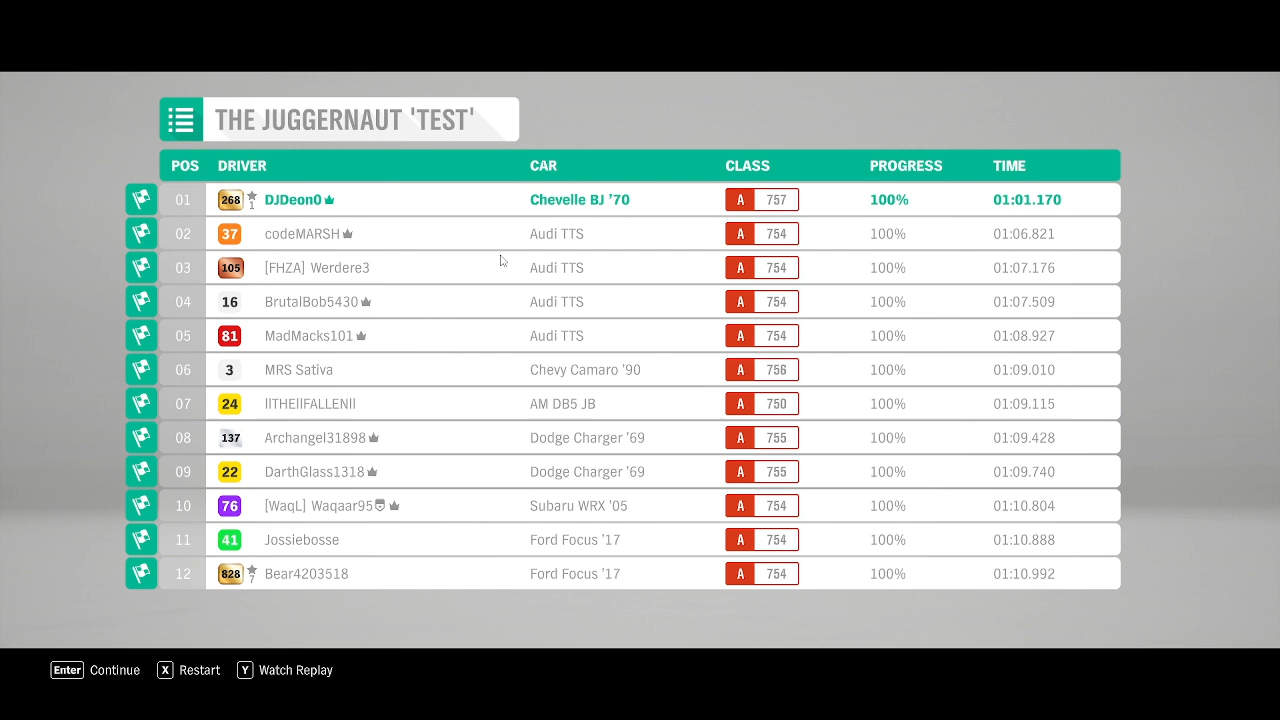 THE JUGGERNAUT 'TEST'
POS DRIVER CAR CLASS PROGRESS TIME
01 268 1 DJDeon0 Chevelle BJ '70 A 757 100% 01:01.170
02 37 codeMARSH Audi TTS A 754 100% 01:06.821
03 105 [FHZA] Werdere3 Audi TTS A 754 100% 01:07.176
04 16 BrutalBob5430 Audi TTS A 754 100% 01:07.509
05 81 MadMacks101 Audi TTS A 754 100% 01:08.927
06 3 MRS Sativa Chevy Camaro '90 A 756 100% 01:09.010
07 24 IITHEIIFALLENII AM DB5 JB A 750 100% 01:09.115
08 137 Archangel31898 Dodge Charger '69 A 755 100% 01:09.428
09 22 DarthGlass1318 Dodge Charger '69 A 755 100% 01:09.740
10 76 [WaqL] Waqaar95 Subaru WRX '05 A 754 100% 01:10.804
11 41 Jossiebosse Ford Focus '17 A 754 100% 01:10.888
12 828 7 Bear4203518 Ford Focus '17 A 754 100% 01:10.992
Enter Continue X Restart Y Watch Replay